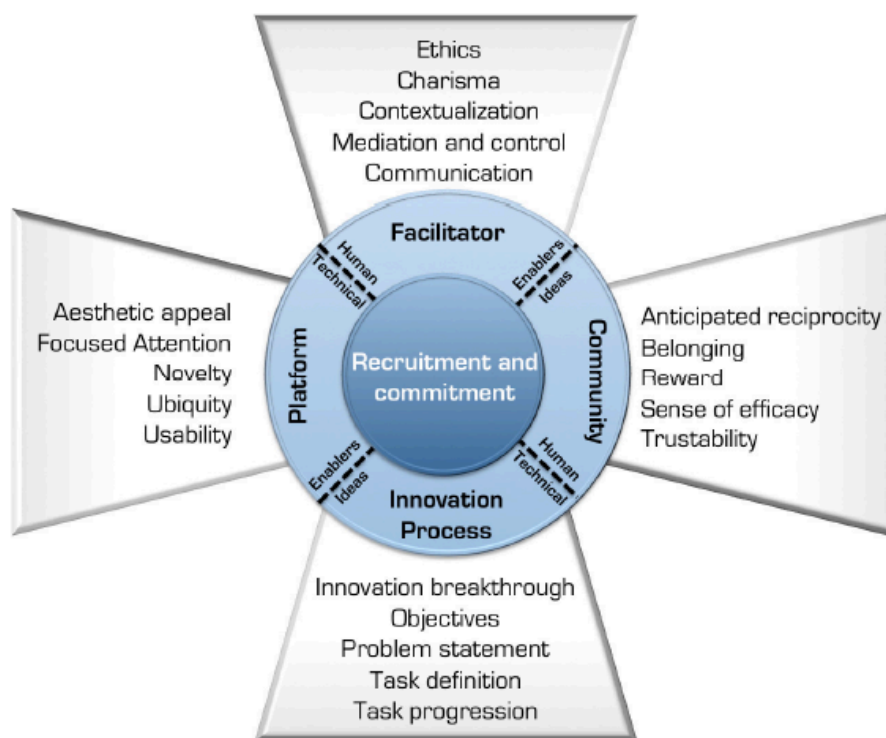 Ethics
Charisma
Contextualization
Mediation and control
Communication
Facilitator
Human
Technical
Enablers
Ideas
Aesthetic appeal
Focused Attention
Novelty
Ubiquity
Usability
Platform
Recruitment and
commitment
Community
Anticipated reciprocity
Belonging
Reward
Sense of efficacy
Trustability
Enablers
Ideas
Human
Technical
Innovation
Process
Innovation breakthrough
Objectives
Problem statement
Task definition
Task progression